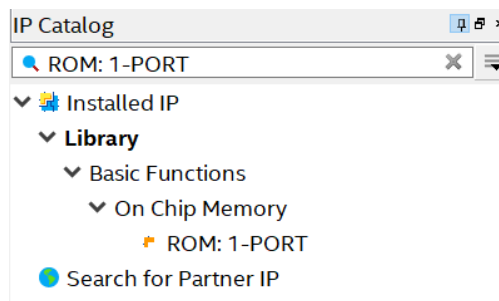 IP Catalog
ROM: 1-PORT
Installed IP
Library
Basic Functions
On Chip Memory
ROM: 1-PORT
Search for Partner IP